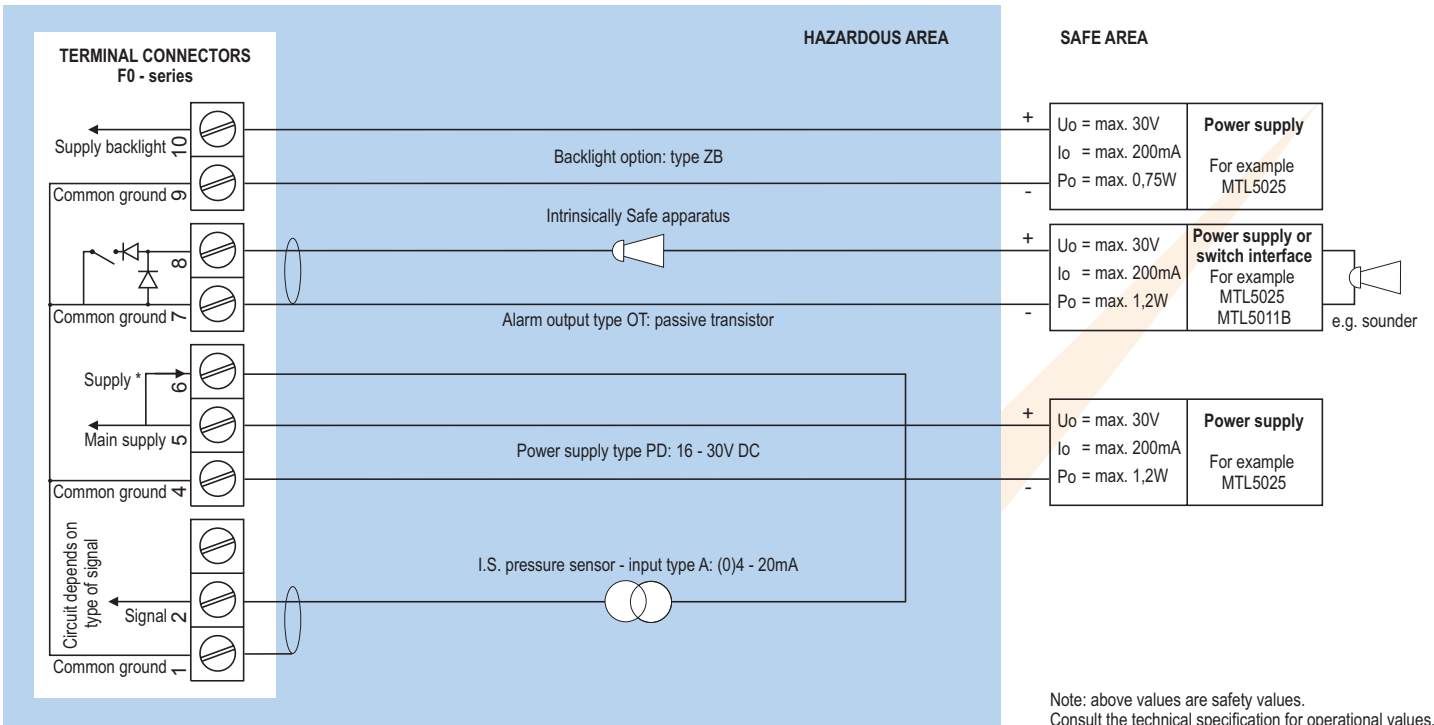 HAZARDOUS AREA
SAFE AREA
TERMINAL CONNECTORS
F0 - series
Supply backlight 10
Common ground 9
Backlight option: type ZB
+
-
Uo = max. 30V
Io = max. 200mA
Po = max. 0,75W
Power supply
For example
MTL5025
8
Common ground 7
Intrinsically Safe apparatus
Alarm output type OT: passive transistor
+
-
Uo = max. 30V
Io = max. 200mA
Po = max. 1,2W
Power supply or
switch interface
For example
MTL5025
MTL5011B
e.g. sounder
Supply * 6
Main supply 5
Common ground 4
Power supply type PD: 16 - 30V DC
+
-
Uo = max. 30V
Io = max. 200mA
Po = max. 1,2W
Power supply
For example
MTL5025
Circuit depends on
type of signal
Signal 2
Common ground 1
I.S. pressure sensor - input type A: (0)4 - 20mA
Note: above values are safety values.
Consult the technical specification for operational values.